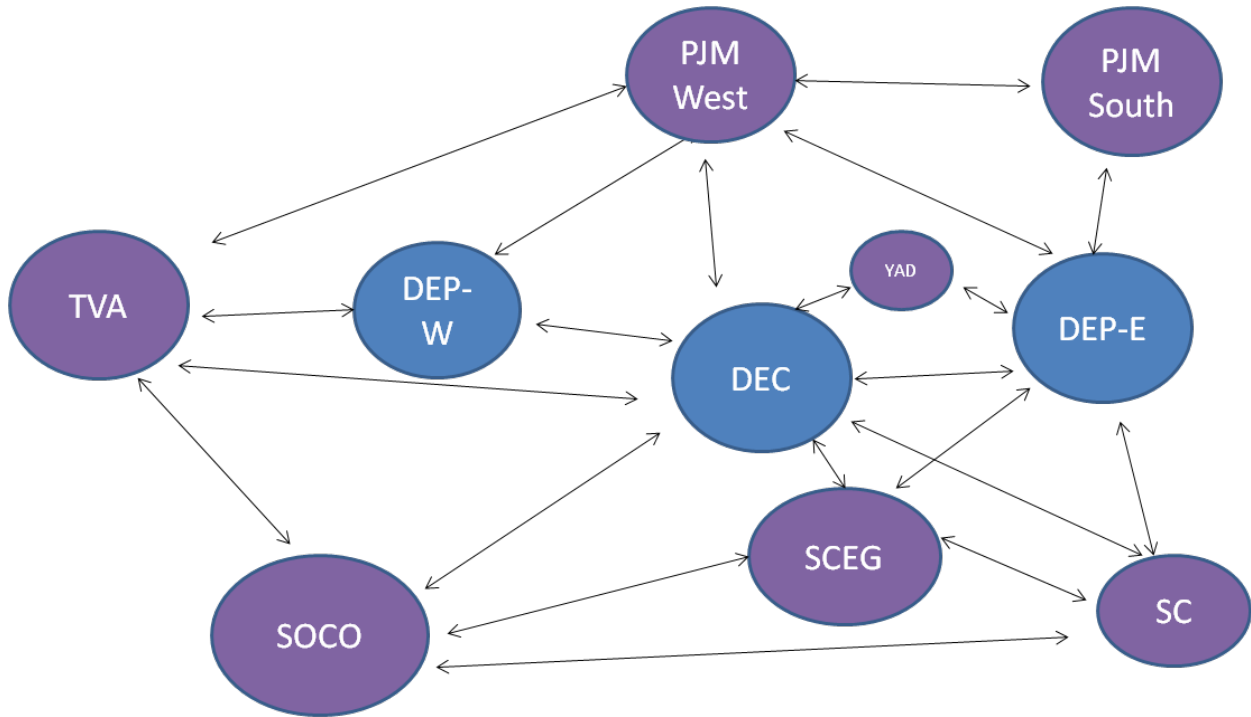 PJM
West
PJM
South
YAD
TVA
DEP-
W
DEP-E
DEC
SCEG
SC
SOCO